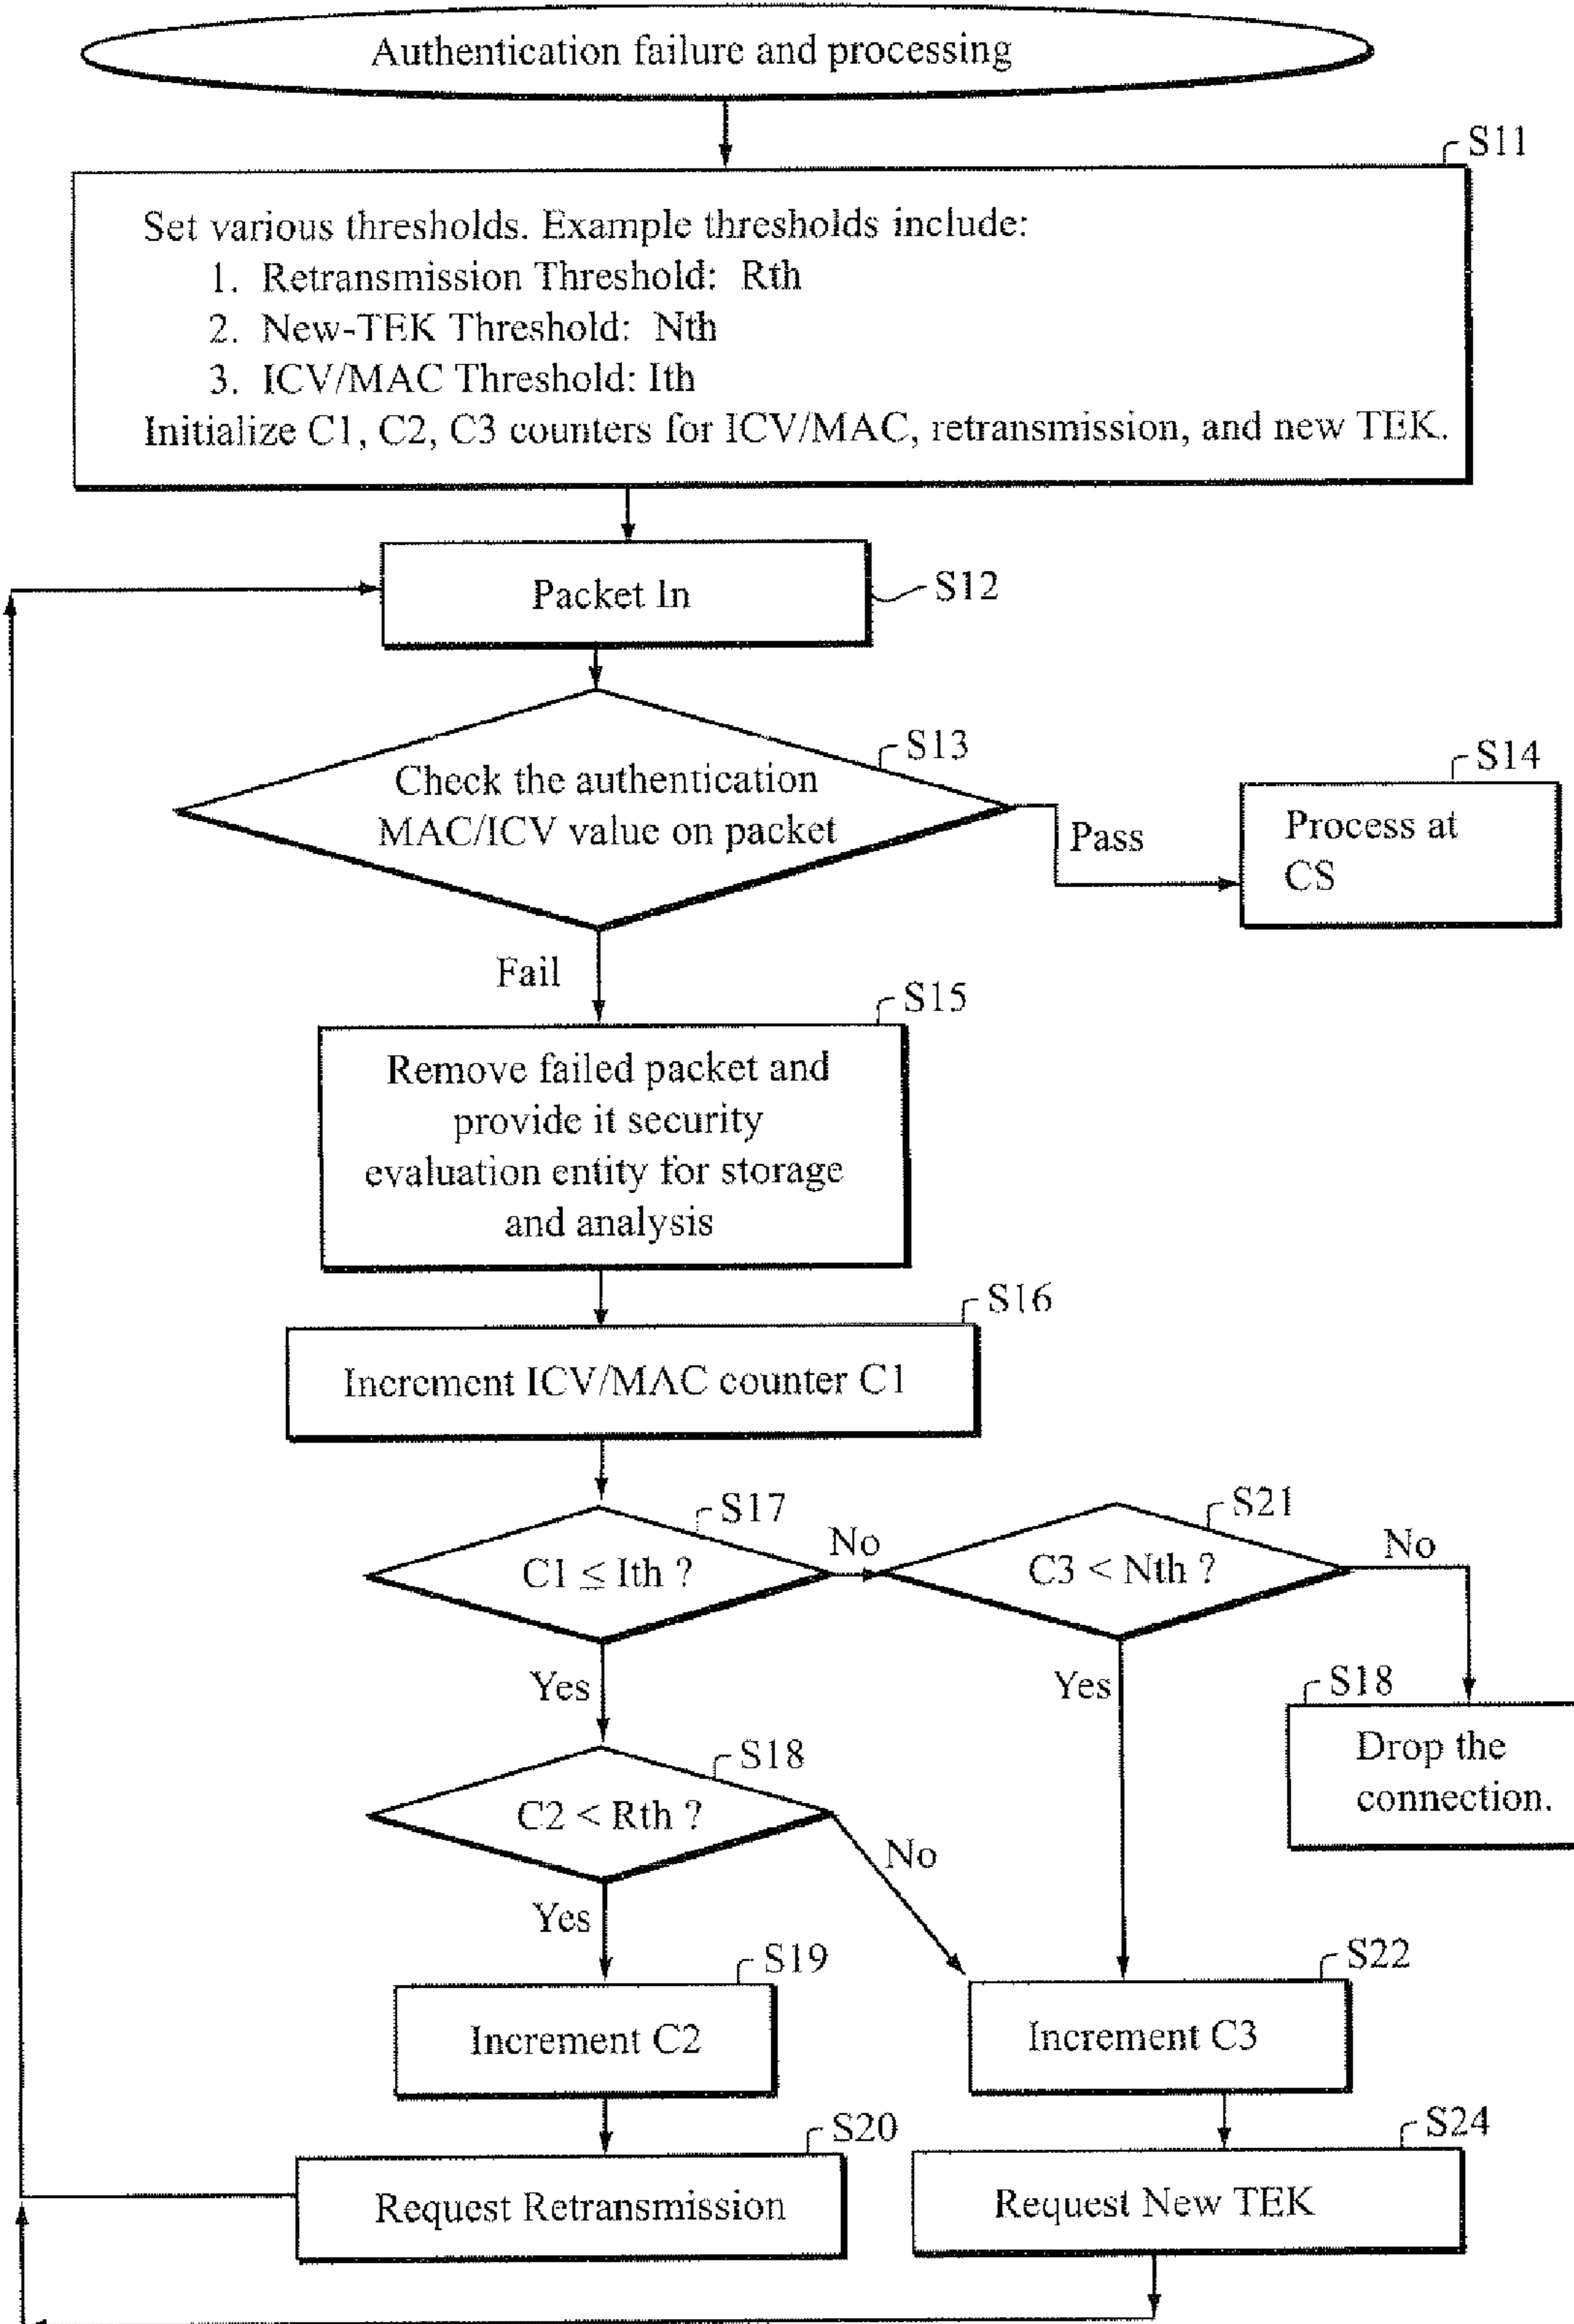 Authentication failure and processing
S11
Set various thresholds. Example thresholds include:
1. Retransmission Threshold: Rth
2. New-TEK Threshold: Nth
3. ICV/MAC Threshold: Ith
Initialize C1, C2, C3 counters for ICV/MAC, retransmission, and new TEK.
Packet In
S12
S13
Check the authentication
MAC/ICV value on packet
Pass
S14
Process at
CS
Fail
S15
Remove failed packet and
provide it security
evaluation entity for storage
and analysis
S16
Increment ICV/MAC counter C1
S17
C1 ≤ Ith ?
No
S21
C3 < Nth ?
No
Yes
Yes
S18
Drop the
connection.
S18
C2 < Rth ?
No
Yes
S19
Increment C2
S22
Increment C3
S20
Request Retransmission
S24
Request New TEK